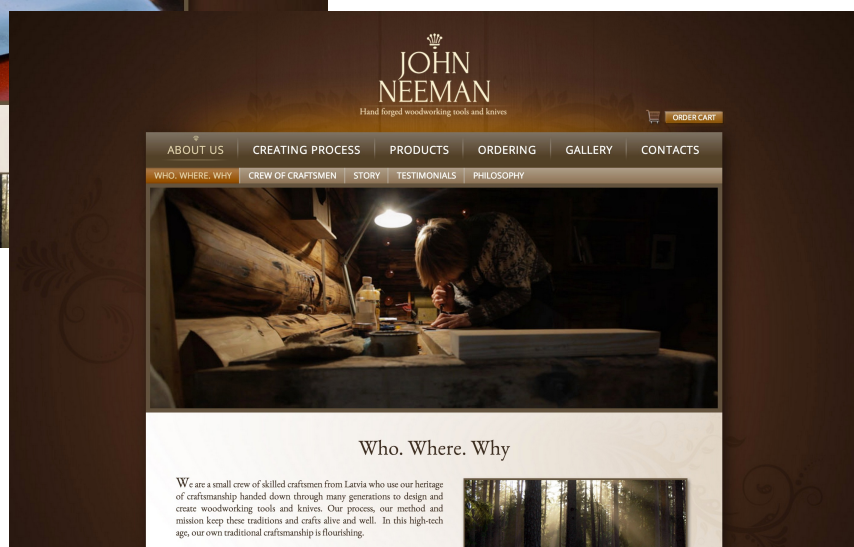 JOHN
NEEMAN
Hand forged woodworking tools and knives
ORDER CART
ABOUT US CREATING PROCESS PRODUCTS ORDERING GALLERY CONTACTS
WHO. WHERE. WHY CREW OF CRAFTSMEN STORY TESTIMONIALS PHILOSOPHY
Who. Where. Why
We are a small crew of skilled craftsmen from Latvia who use our heritage
of craftsmanship handed down through many generations to design and
create woodworking tools and knives. Our process, our method and
mission keep these traditions and crafts alive and well. In this high-tech
age, our own traditional craftsmanship is flourishing.